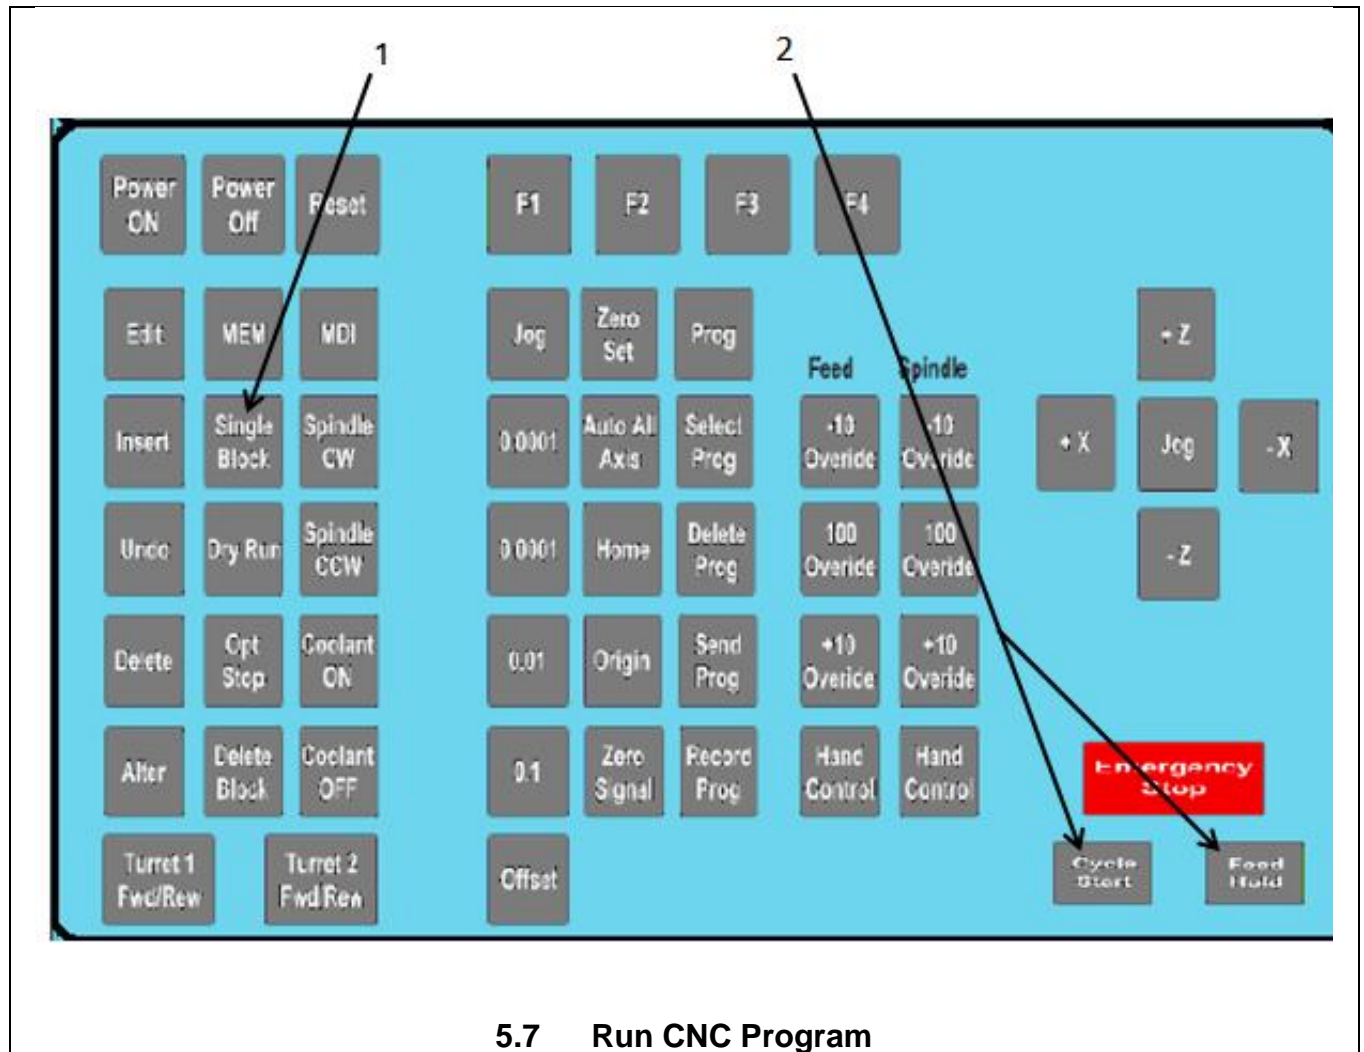 1 2
Power ON
Power Off
Reset
F1
F2
F3
F4
Edit
MEM
MDI
Jog
Zero Set
Prog
+ Z
Feed
Spindle
Insert
Single Block
Spindle CW
0.0001
Auto All Axis
Select Prog
-10 Overide
-10 Overide
+ X
Jog
- X
Undo
Dry Run
Spindle CCW
0.0001
Home
Delete Prog
100 Overide
100 Overide
- Z
Delete
Opt Stop
Coolant ON
0.01
Origin
Send Prog
+10 Overide
+10 Overide
Alter
Delete Block
Coolant OFF
0.1
Zero Signal
Record Prog
Hand Control
Hand Control
Emergency Stop
Turret 1 Fwd/Rew
Turret 2 Fwd/Rew
Offset
Cycle Start
Feed Hold
5.7 Run CNC Program